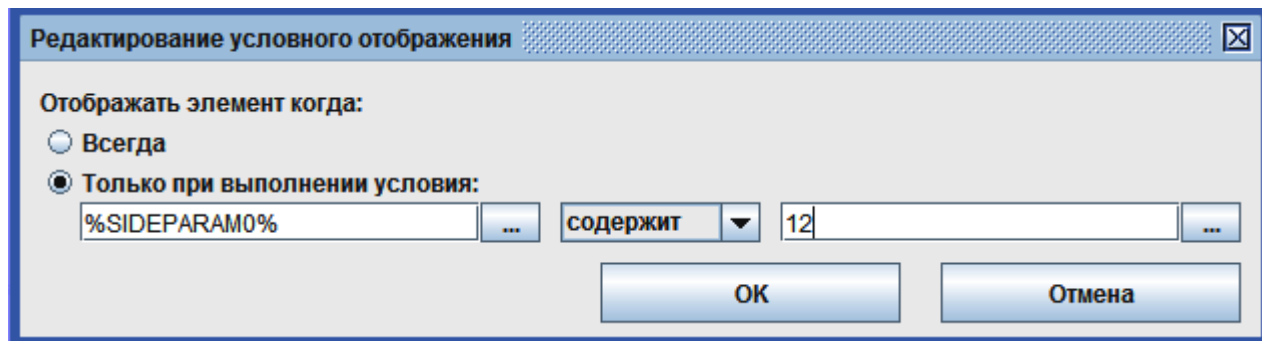 Редактирование условного отображения
Отображать элемент когда:
Всегда
Только при выполнении условия:
%SIDEPARAM0% ... содержит 12 ...
OK Отмена